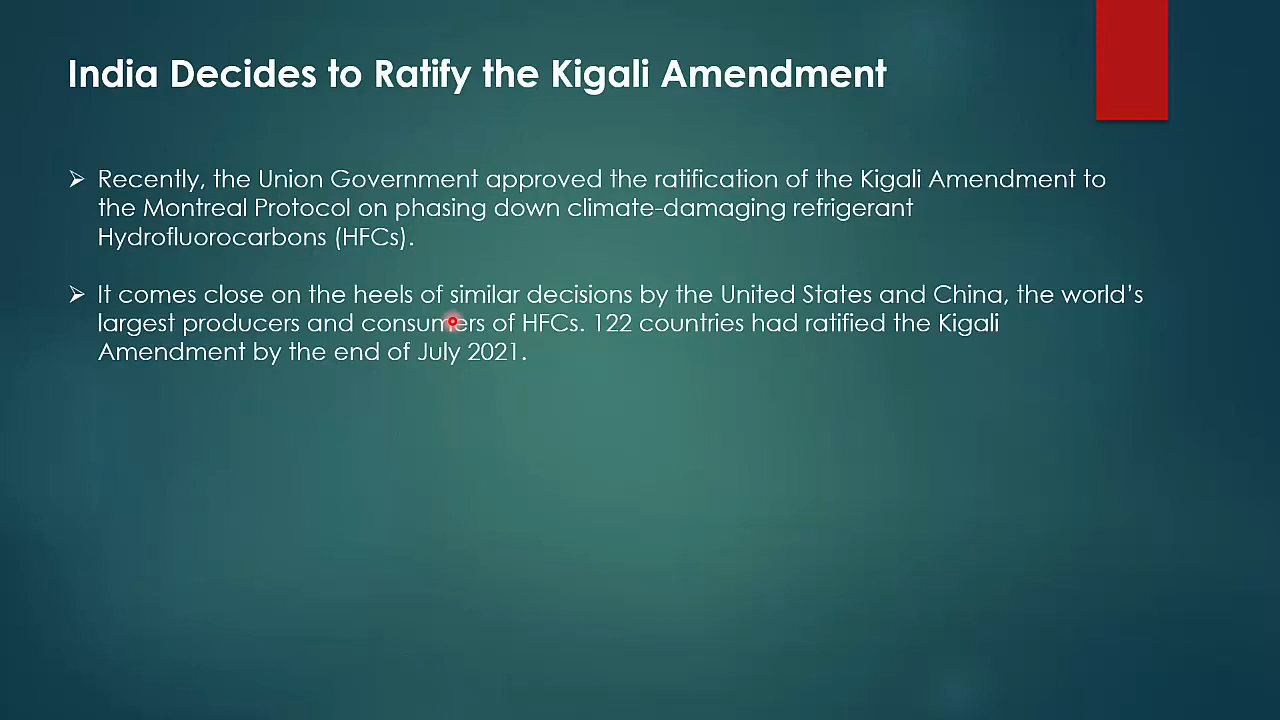 India Decides to Ratify the Kigali Amendment
Recently, the Union Government approved the ratification of the Kigali Amendment to
the Montreal Protocol on phasing down climate-damaging refrigerant
Hydrofluorocarbons (HFCs).
It comes close on the heels of similar decisions by the United States and China, the world’s
largest producers and consumers of HFCs. 122 countries had ratified the Kigali
Amendment by the end of July 2021.